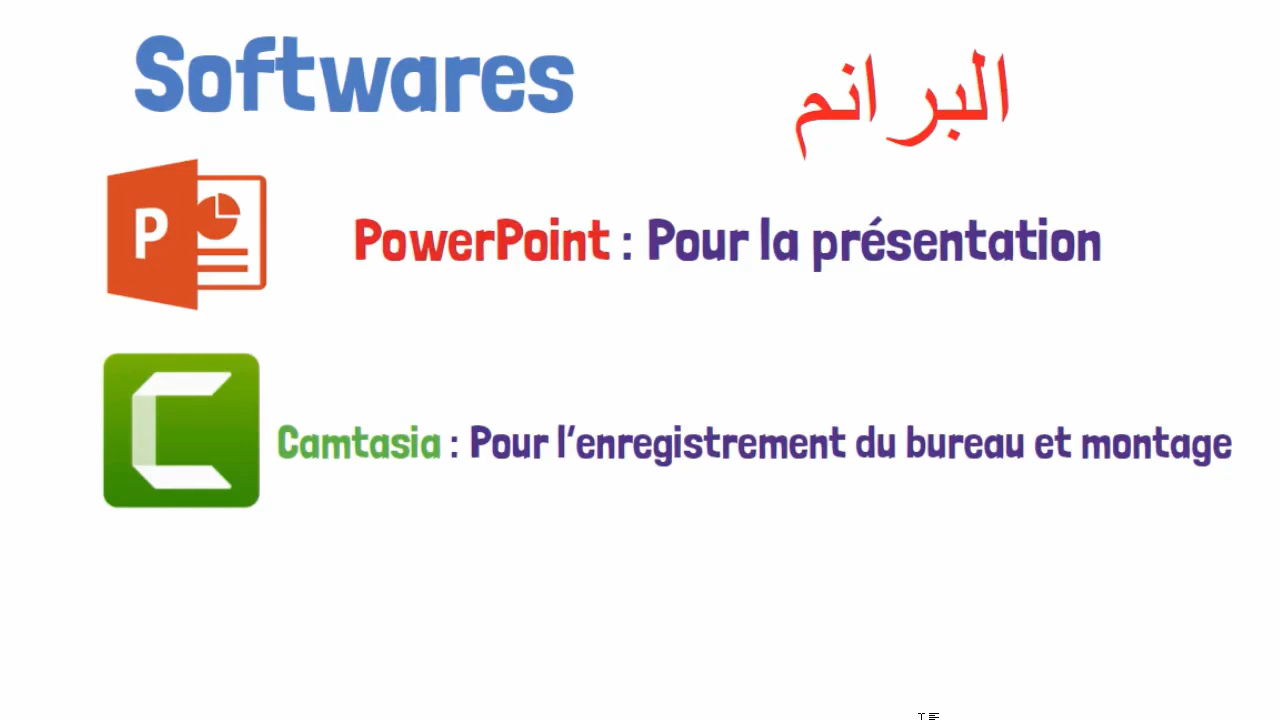 Softwares
البرانم
PowerPoint : Pour la présentation
Camtasia : Pour l'enregistrement du bureau et montage